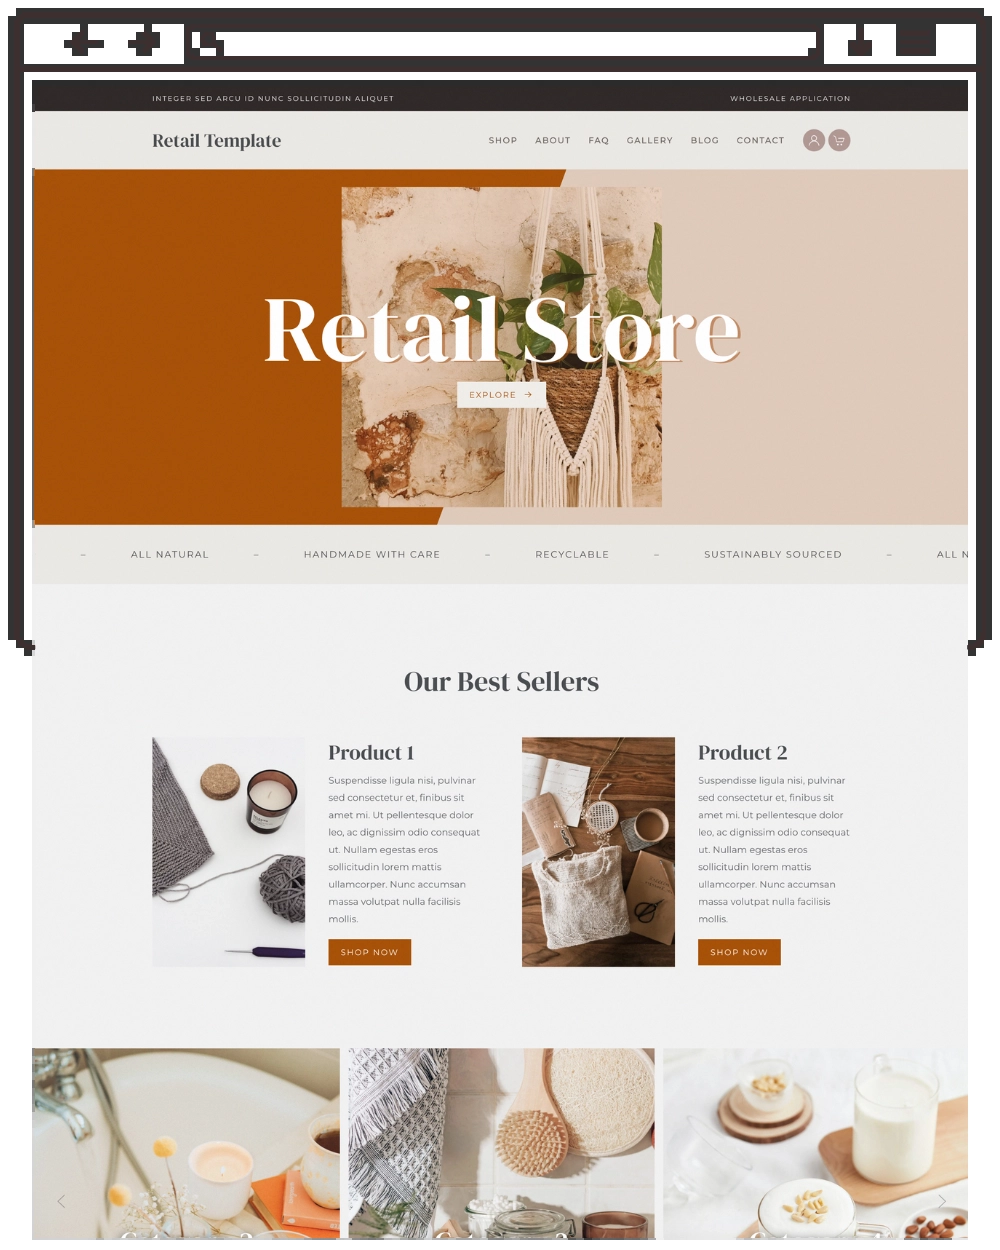 INTEGER SED ARCU ID NUNC SOLLICITUDIN ALIQUET
WHOLESALE APPLICATION
Retail Template
SHOP ABOUT FAQ GALLERY BLOG CONTACT
Retail Store
EXPLORE →
– ALL NATURAL – HANDMADE WITH CARE – RECYCLABLE – SUSTAINABLY SOURCED – ALL N
Our Best Sellers
Product 1
Suspendisse ligula nisi, pulvinar
sed consectetur et, finibus sit
amet mi. Ut pellentesque dolor
leo, ac dignissim odio consequat
ut. Nullam egestas eros
sollicitudin lorem mattis
ullamcorper. Nunc accumsan
massa volutpat nulla facilisis
mollis.
SHOP NOW
Product 2
Suspendisse ligula nisi, pulvinar
sed consectetur et, finibus sit
amet mi. Ut pellentesque dolor
leo, ac dignissim odio consequat
ut. Nullam egestas eros
sollicitudin lorem mattis
ullamcorper. Nunc accumsan
massa volutpat nulla facilisis
mollis.
SHOP NOW